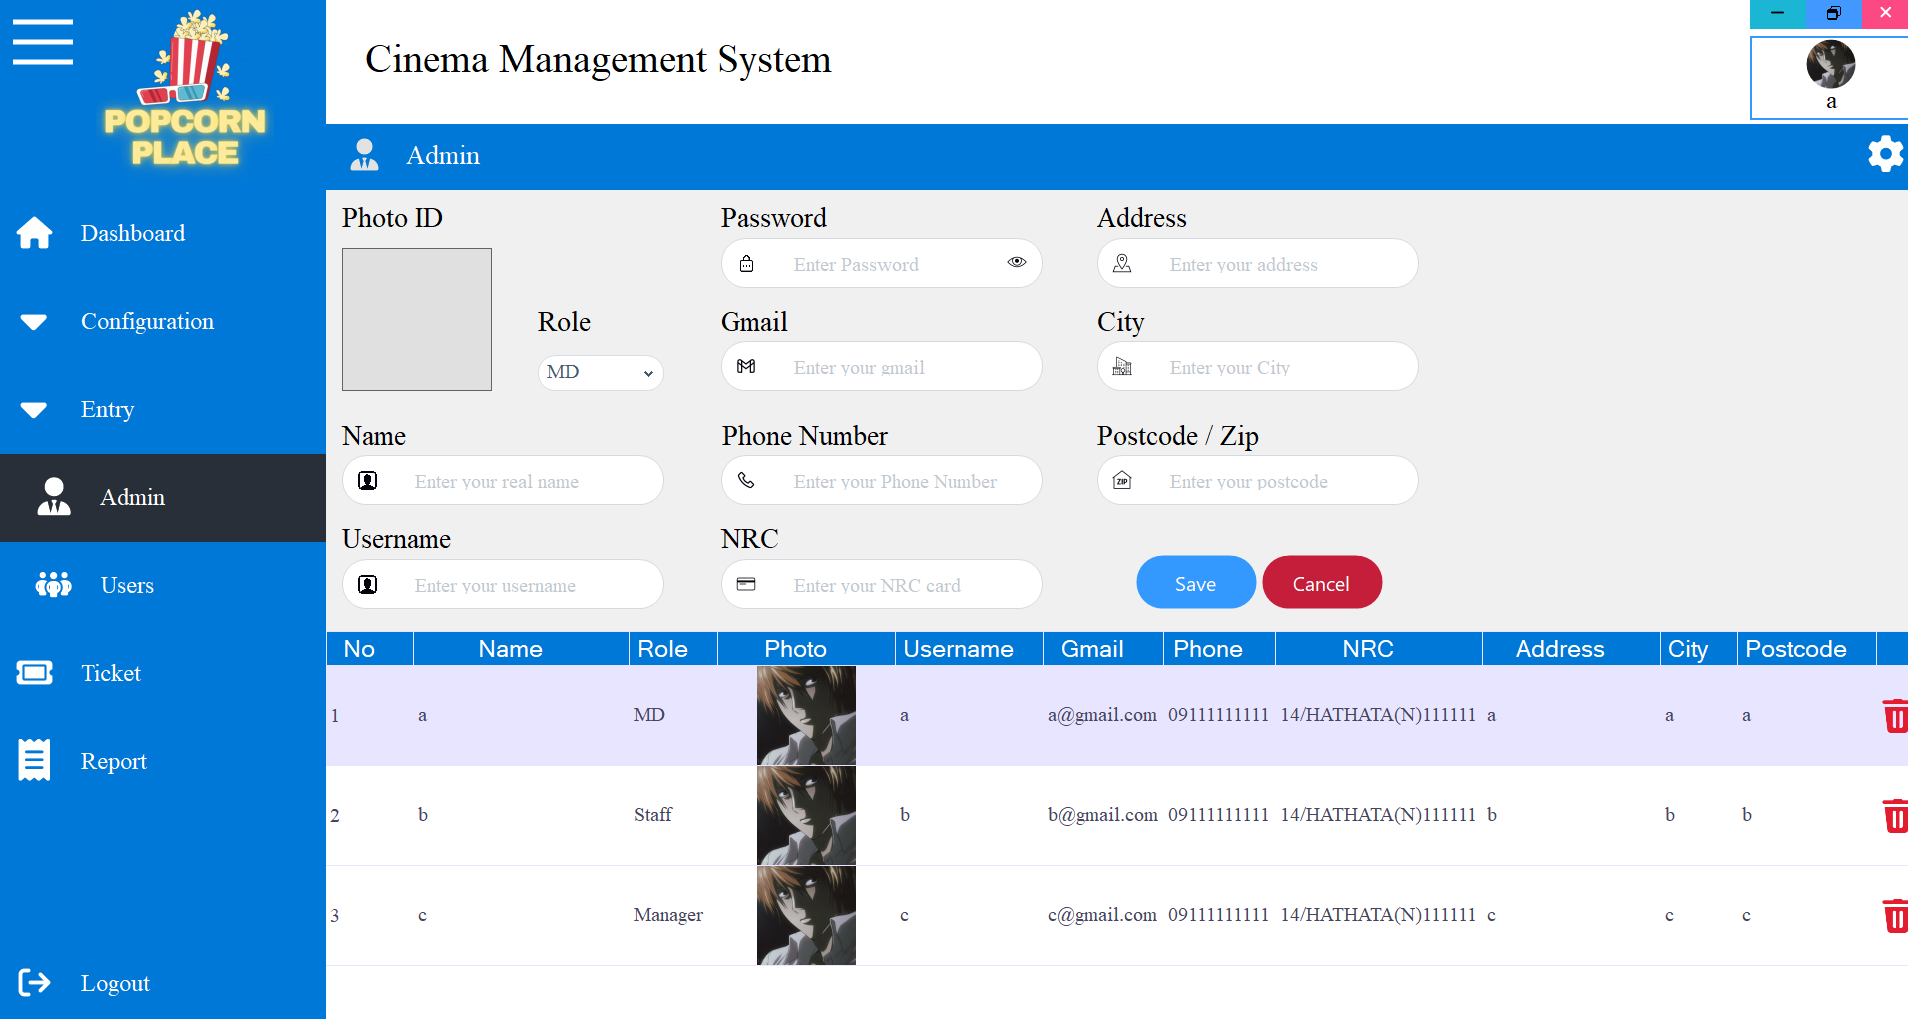 POPCORN
PLACE
Cinema Management System
a
Dashboard
Configuration
Entry
Admin
Users
Ticket
Report
Logout
Admin
Photo ID
Role
MD
Name
Enter your real name
Username
Enter your username
Password
Enter Password
Gmail
Enter your gmail
Phone Number
Enter your Phone Number
NRC
Enter your NRC card
Address
Enter your address
City
Enter your City
Postcode / Zip
ZIP
Enter your postcode
Save Cancel
No Name Role Photo Username Gmail Phone NRC Address City Postcode
1 a MD a a@gmail.com 09111111111 14/HATHATA(N)111111 a a a
2 b Staff b b@gmail.com 09111111111 14/HATHATA(N)111111 b b b
3 c Manager c c@gmail.com 09111111111 14/HATHATA(N)111111 c c c